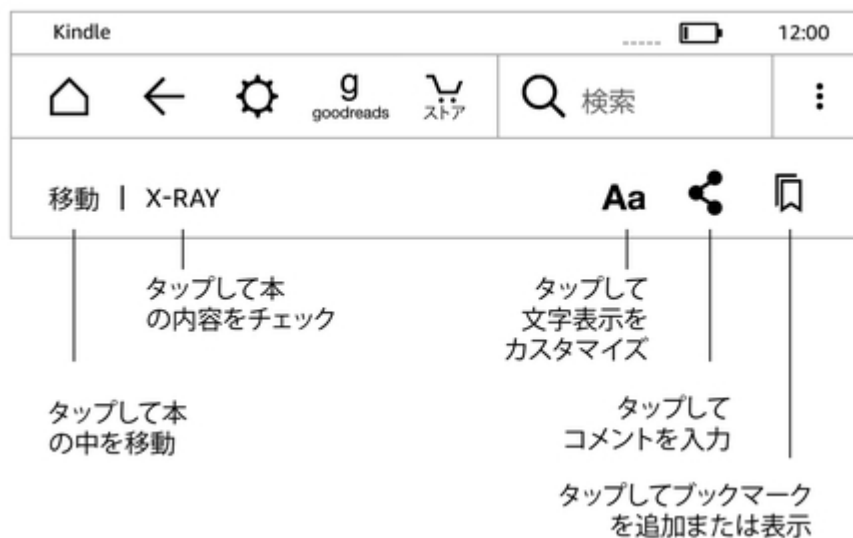 Kindle 12:00
g
goodreads
ストア
検索
移動 | X-RAY Aa
タップして本
の内容をチェック
タップして
文字表示を
カスタマイズ
タップして本
の中を移動
タップして
コメントを入力
タップしてブックマーク
を追加または表示